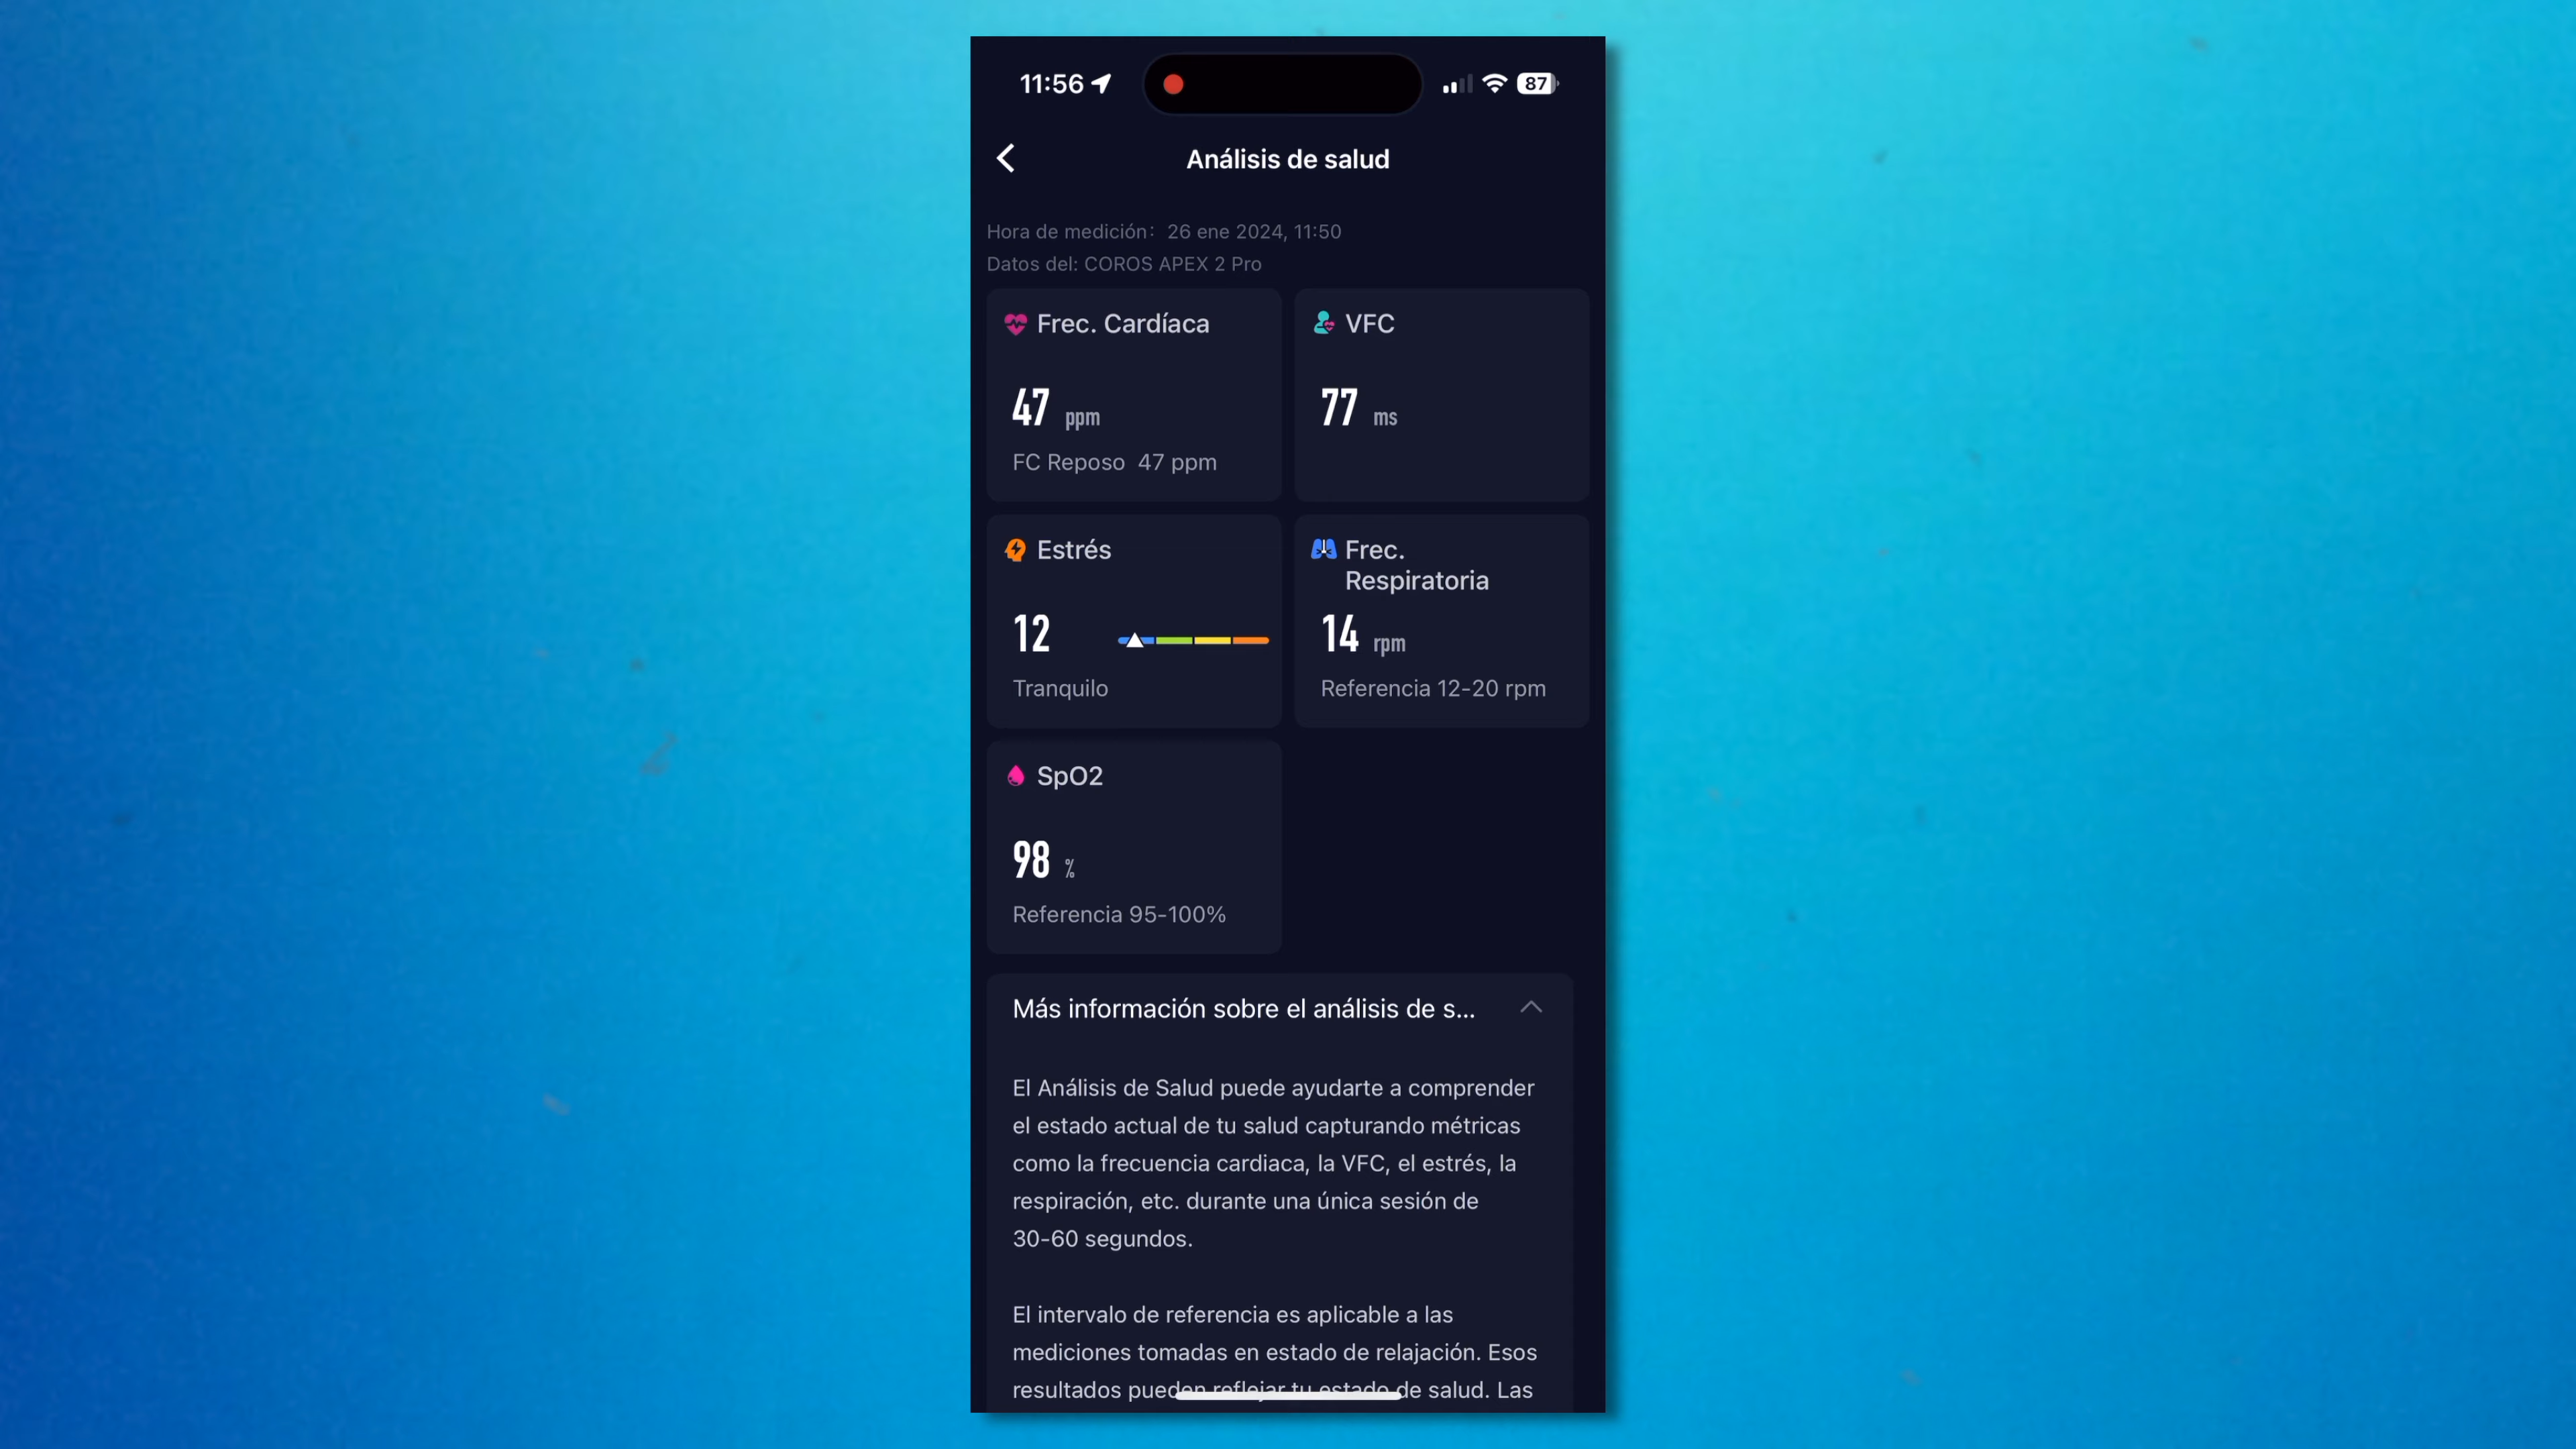 11:56
87
Análisis de salud
Hora de medición: 26 ene 2024, 11:50
Datos del: COROS APEX 2 Pro
Frec. Cardíaca
47 ppm
FC Reposo 47 ppm
VFC
77 ms
Estrés
12
Tranquilo
Frec.
Respiratoria
14 rpm
Referencia 12-20 rpm
SpO2
98 %
Referencia 95-100%
Más información sobre el análisis de s...
El Análisis de Salud puede ayudarte a comprender
el estado actual de tu salud capturando métricas
como la frecuencia cardiaca, la VFC, el estrés, la
respiración, etc. durante una única sesión de
30-60 segundos.
El intervalo de referencia es aplicable a las
mediciones tomadas en estado de relajación. Esos
resultados pueden reflejar tu estado de salud. Las